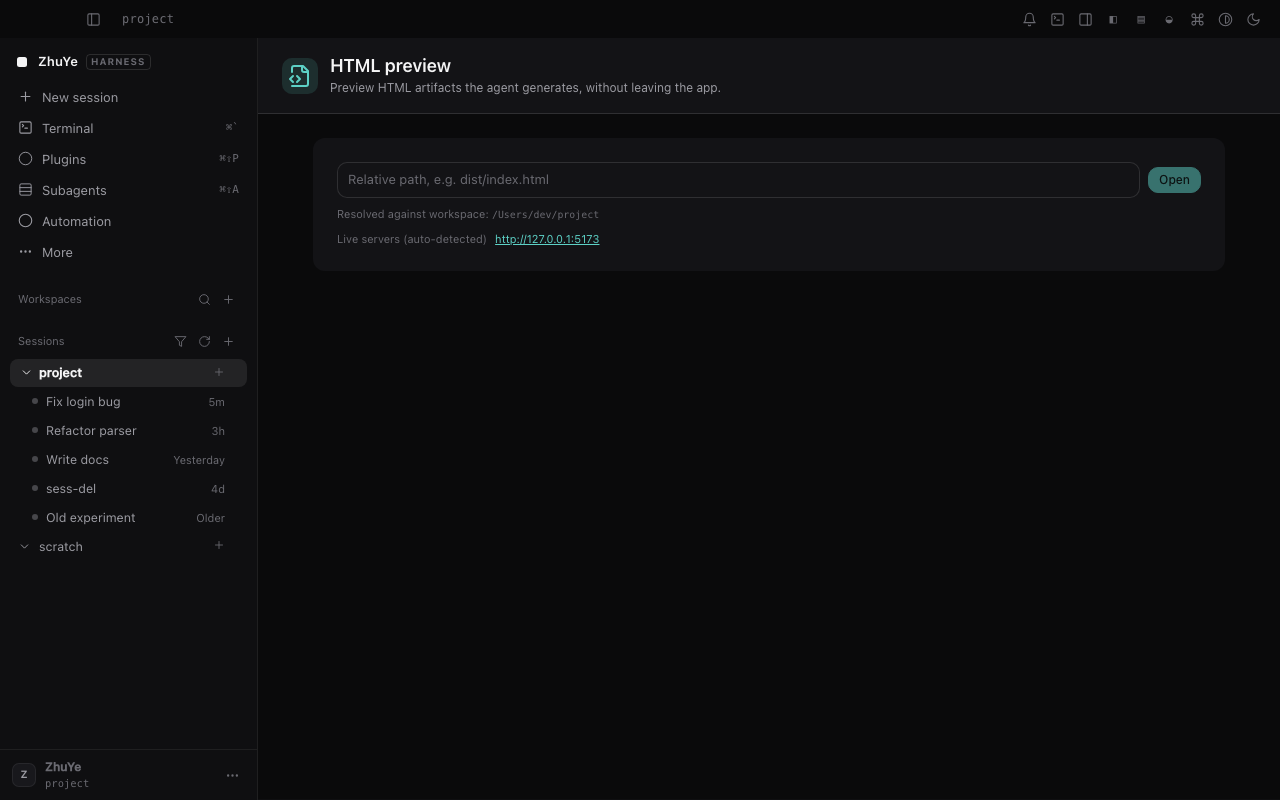 project
ZhuYe HARNESS
New session
Terminal ⌘`
Plugins ⌘⇧P
Subagents ⌘⇧A
Automation
More
Workspaces
Sessions
project
Fix login bug 5m
Refactor parser 3h
Write docs Yesterday
sess-del 4d
Old experiment Older
scratch
Z ZhuYe
project
HTML preview
Preview HTML artifacts the agent generates, without leaving the app.
Relative path, e.g. dist/index.html Open
Resolved against workspace: /Users/dev/project
Live servers (auto-detected) http://127.0.0.1:5173